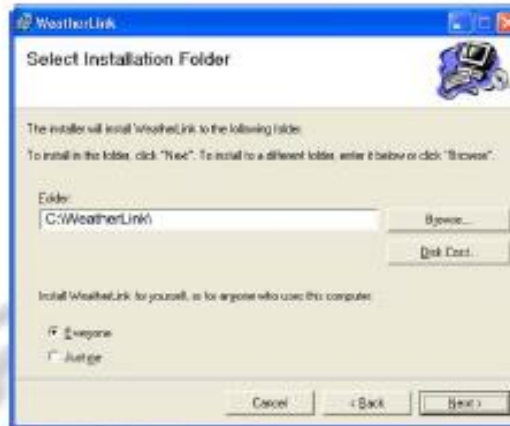 WeatherLink
Select Installation Folder
The installer will install WeatherLink to the following folder.
To install in this folder, click "Next". To install to a different folder, enter it below or click "Browse".
Folder:
C:\WeatherLink\
Browse...
Disk Cost...
Install WeatherLink for yourself, or for anyone who uses this computer:
Everyone
Just me
Cancel
< Back
Next >